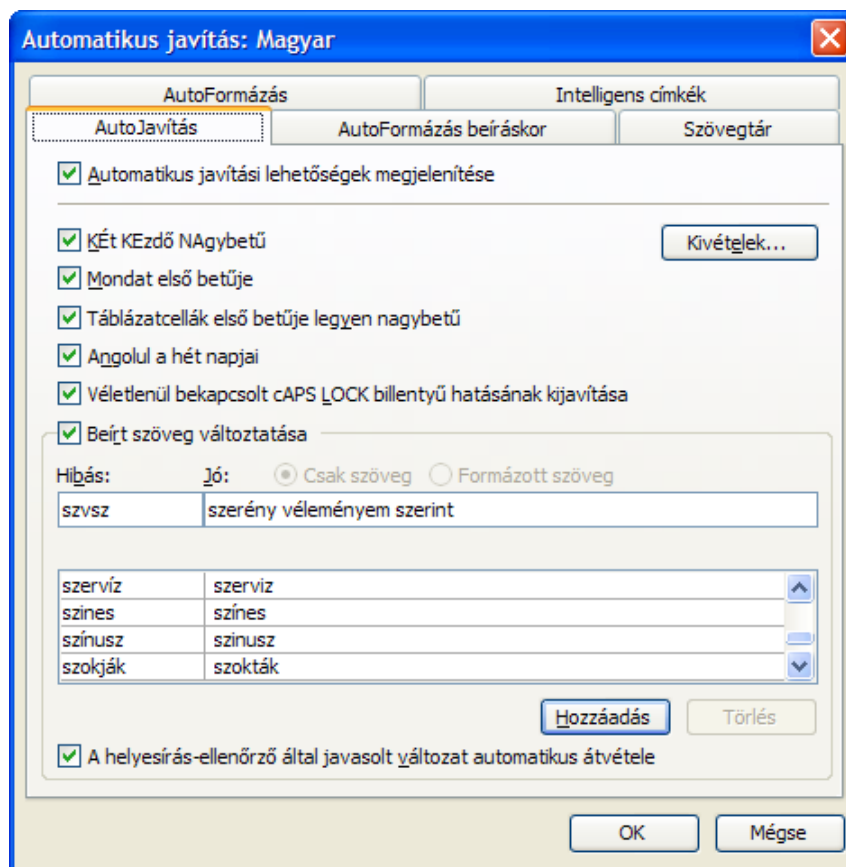 Automatikus javítás: Magyar
AutoFormázás Intelligens címkék
AutoJavítás AutoFormázás beíráskor Szövegtár
Automatikus javítási lehetőségek megjelenítése
KÉt KEzdő NAgybetű Kivételek...
Mondat első betűje
Táblázatcellák első betűje legyen nagybetű
Angolul a hét napjai
Véletlenül bekapcsolt cAPS LOCK billentyű hatásának kijavítása
Beírt szöveg változtatása
Hibás: Jó: Csak szöveg Formázott szöveg
szvsz szerény véleményem szerint
szervíz szerviz
szines színes
színusz szinusz
szokják szokták
Hozzáadás Törlés
A helyesírás-ellenőrző által javasolt változat automatikus átvétele
OK Mégse